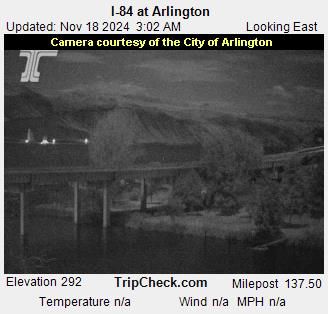 I-84 at Arlington
Updated: Nov 18 2024 3:02 AM Looking East
Camera courtesy of the City of Arlington
Elevation 292 TripCheck.com Milepost 137.50
Temperature n/a Wind n/a MPH n/a